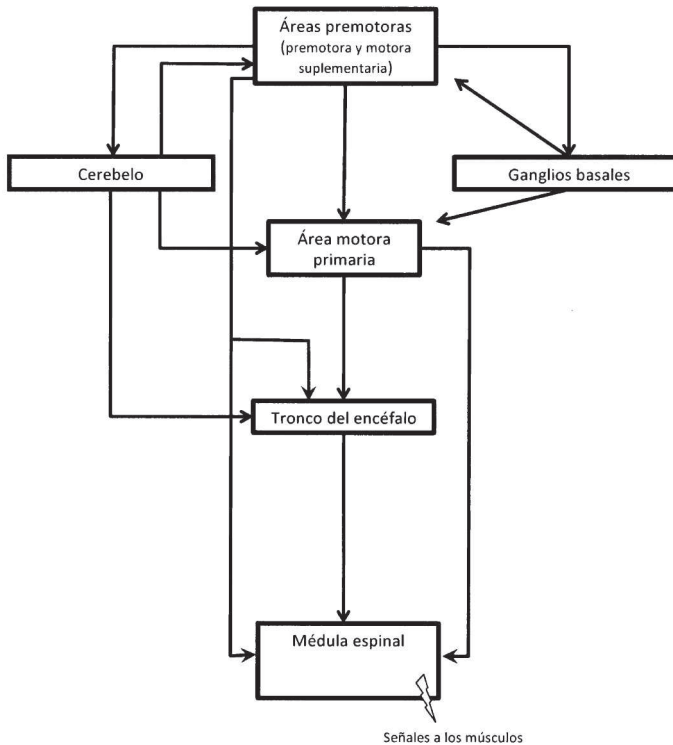 Áreas premotoras
(premotora y motora
suplementaria)
Cerebelo
Ganglios basales
Área motora
primaria
Tronco del encéfalo
Médula espinal
Señales a los músculos